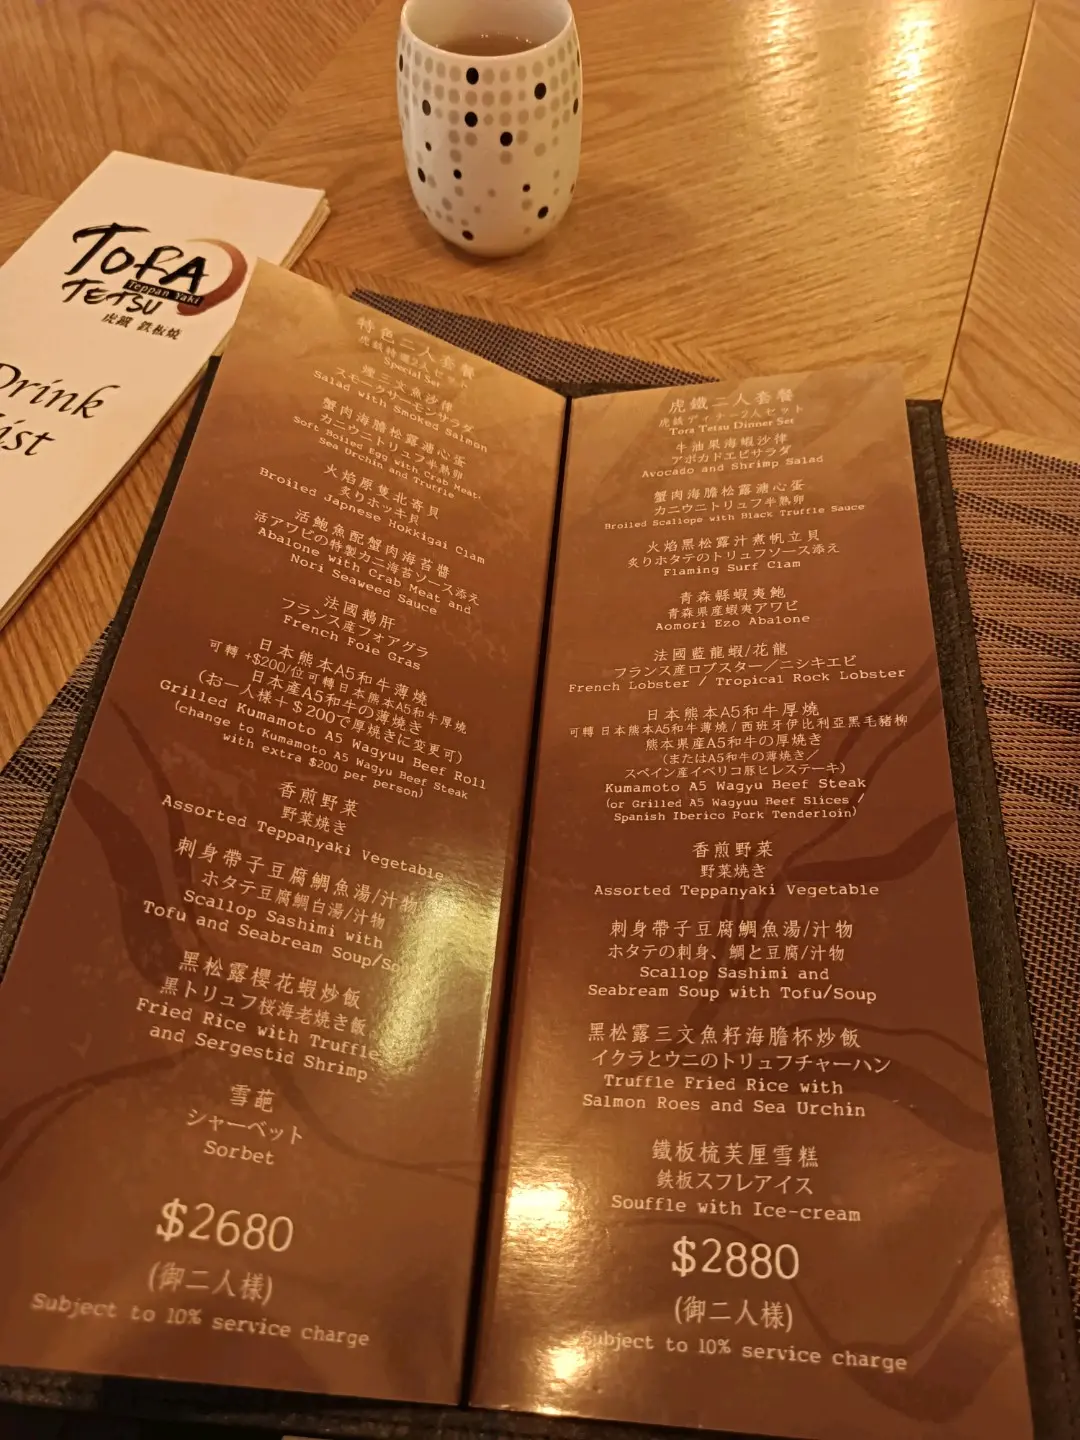 TORA
Teppan Yaki
TETSU
虎鐵 鉄板燒
Drink
List
特色二人套餐
虎鉄特選2人セット
Special Set
煙三文魚沙律
スモークサーモンサラダ
Salad with Smoked Salmon
蟹肉海膽松露溏心蛋
カニウニトリュフ半熟卵
Soft Boiled Egg with Crab Meat,
Sea Urchin and Truffle
火焰原隻北寄貝
炙りホッキ貝
Broiled Japnese Hokkigai Clam
活鮑魚配蟹肉海苔醬
活アワビの特製カニ海苔ソース添え
Abalone with Crab Meat and
Nori Seaweed Sauce
法國鵝肝
フランス産フォアグラ
French Foie Gras
日本熊本A5和牛薄燒
可轉 +$200/位可轉日本熊本A5和牛厚燒
日本產A5和牛の薄焼き
(お一人様+$200で厚焼きに変更可)
Grilled Kumamoto A5 Wagyuu Beef Roll
(change to Kumamoto A5 Wagyu Beef Steak
with extra $200 per person)
香煎野菜
野菜焼き
Assorted Teppanyaki Vegetable
刺身帶子豆腐鯛魚湯/汁物
ホタテ豆腐鯛白湯/汁物
Scallop Sashimi with
Tofu and Seabream Soup/Soup
黑松露櫻花蝦炒飯
黒トリュフ桜海老焼き飯
Fried Rice with Truffle
and Sergestid Shrimp
雪葩
シャーベット
Sorbet
$2680
(御二人様)
Subject to 10% service charge
虎鐵二人套餐
虎鉄ディナー2人セット
Tora Tetsu Dinner Set
牛油果海蝦沙律
アボカドエビサラダ
Avocado and Shrimp Salad
蟹肉海膽松露溏心蛋
カニウニトリュフ半熟卵
Broiled Scallope with Black Truffle Sauce
火焰黑松露汁煮帆立貝
炙りホタテのトリュフソース添え
Flaming Surf Clam
青森縣蝦夷鮑
青森県産蝦夷アワビ
Aomori Ezo Abalone
法國藍龍蝦/花龍
フランス産ロブスター/ニシキエビ
French Lobster / Tropical Rock Lobster
日本熊本A5和牛厚燒
可轉 日本熊本A5和牛薄燒/西班牙伊比利亞黑毛豬柳
熊本県産A5和牛の厚焼き
(またはA5和牛の薄焼き/
スペイン産イベリコ豚ヒレステーキ)
Kumamoto A5 Wagyu Beef Steak
(or Grilled A5 Wagyuu Beef Slices /
Spanish Iberico Pork Tenderloin)
香煎野菜
野菜焼き
Assorted Teppanyaki Vegetable
刺身帶子豆腐鯛魚湯/汁物
ホタテの刺身、鯛と豆腐/汁物
Scallop Sashimi and
Seabream Soup with Tofu/Soup
黑松露三文魚籽海膽杯炒飯
イクラとウニのトリュフチャーハン
Truffle Fried Rice with
Salmon Roes and Sea Urchin
鐵板梳芙厘雪糕
鉄板スフレアイス
Souffle with Ice-cream
$2880
(御二人様)
Subject to 10% service charge